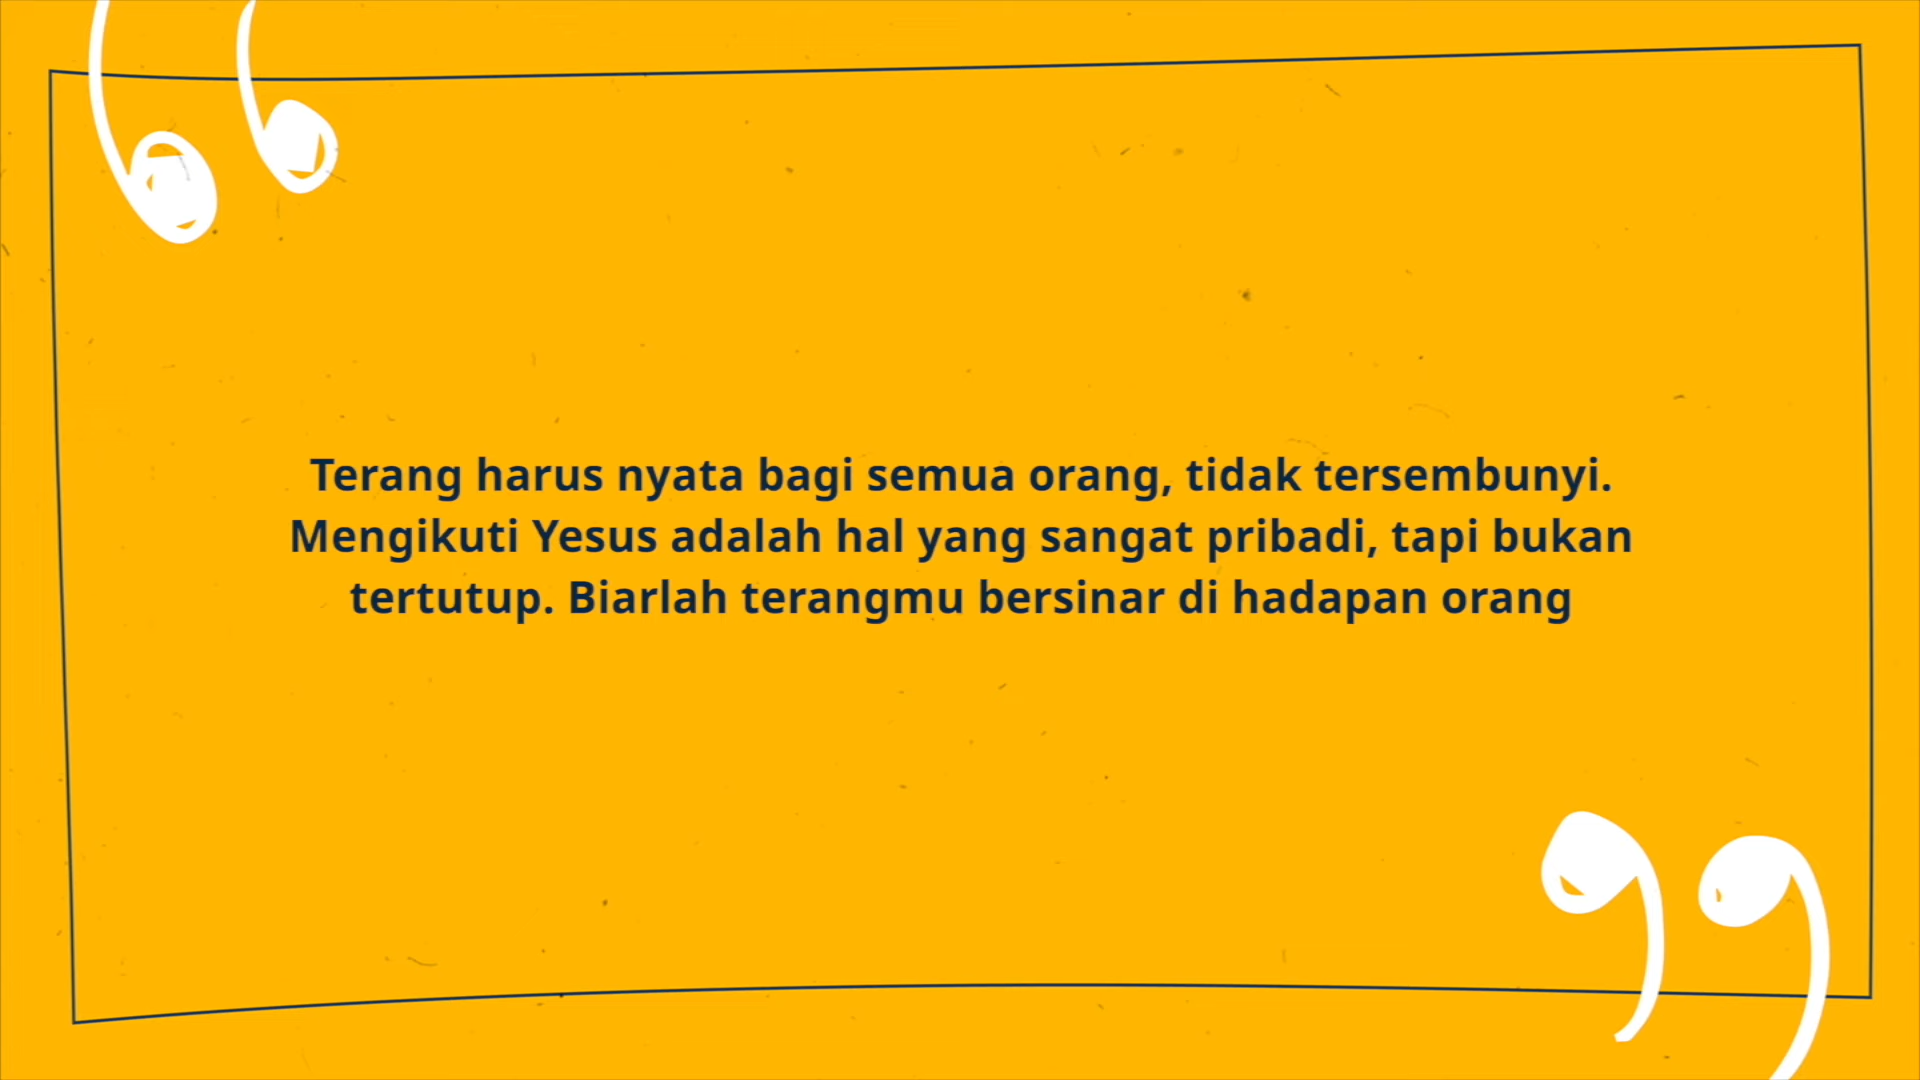 Terang harus nyata bagi semua orang, tidak tersembunyi.
Mengikuti Yesus adalah hal yang sangat pribadi, tapi bukan
tertutup. Biarlah terangmu bersinar di hadapan orang